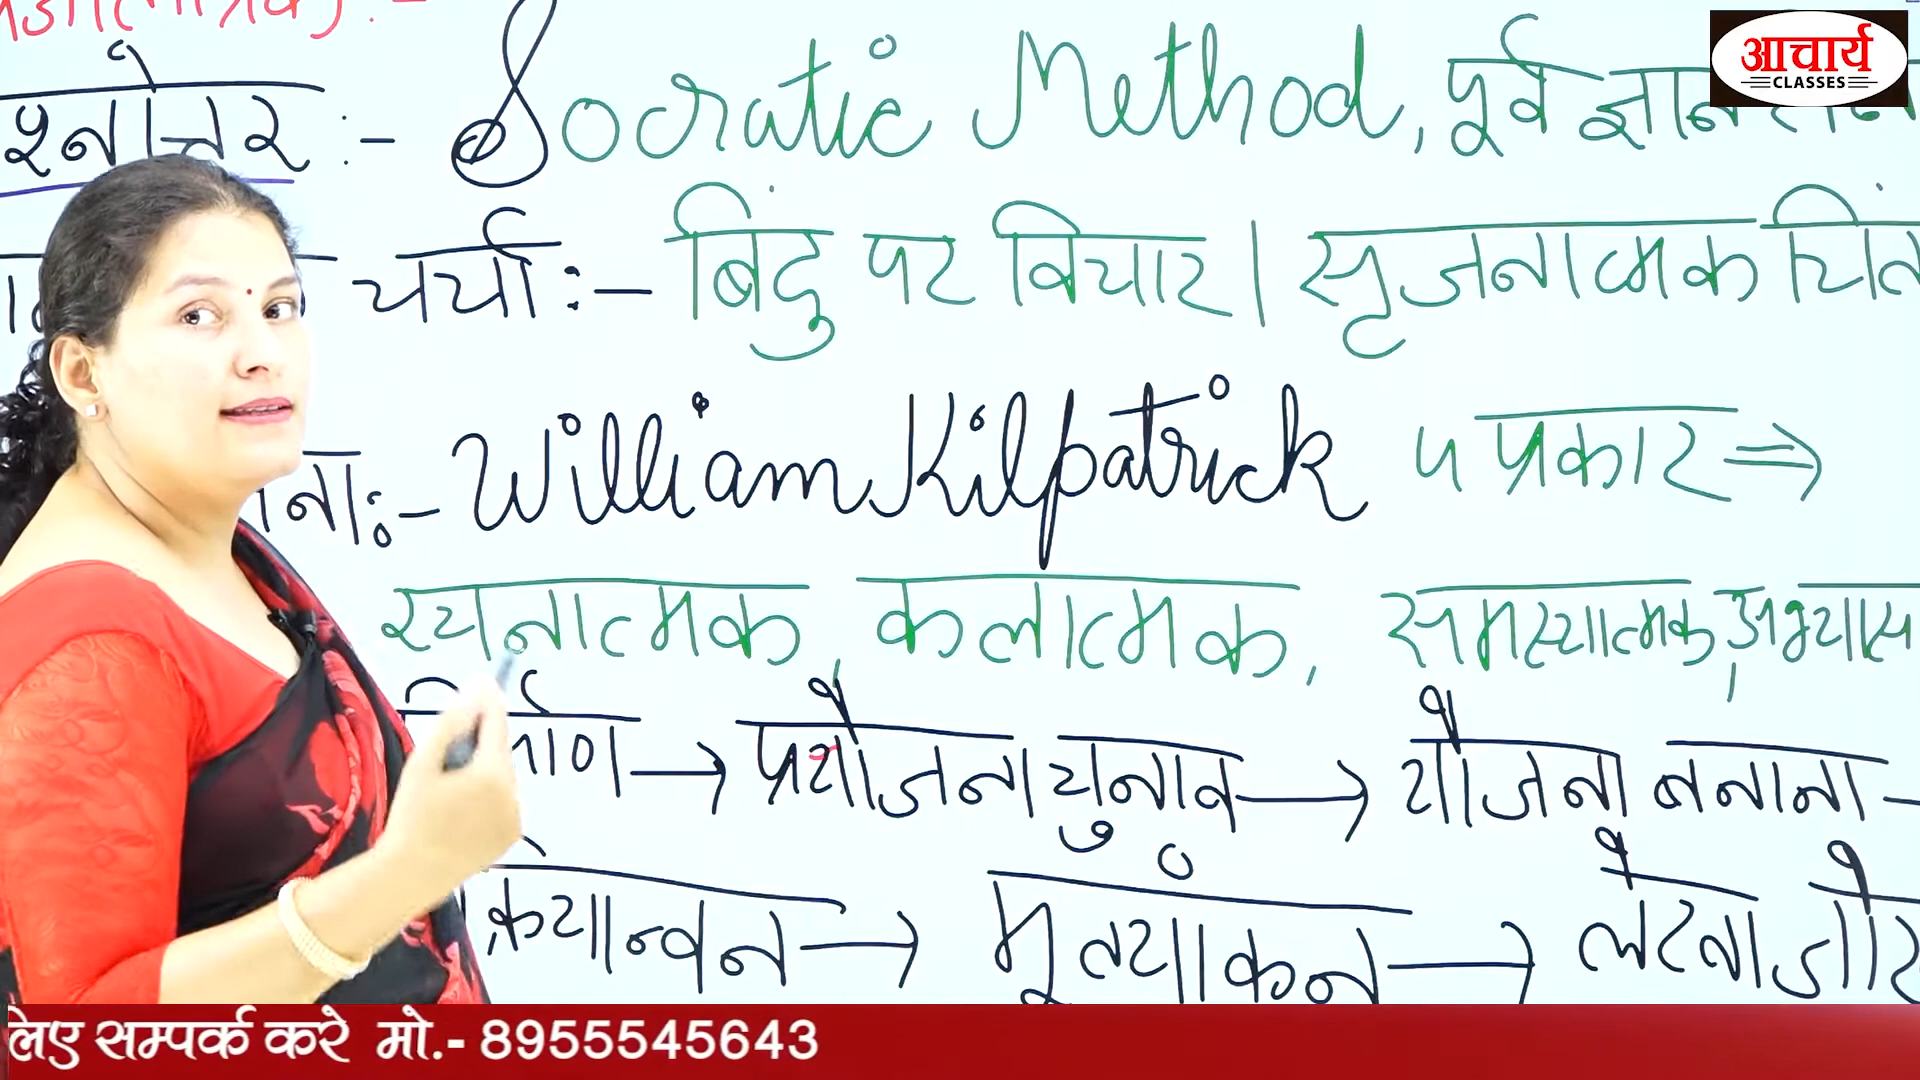 आचार्य
CLASSES
श्नोत्तर :- Socratic Method, पूर्व ज्ञान
चर्चा :- बिंदु पर विचार। सृजनात्मक चिंत
ना :- William Kilpatrick प्रकार ⇒
रचनात्मक, कलात्मक, समस्यात्मक, अभ्यास
र्माण → प्रयोजना चुनाव → योजना बनाना -
क्रियान्वन → मूल्यांकन → लेखा और
लिए सम्पर्क करे मो.- 8955545643